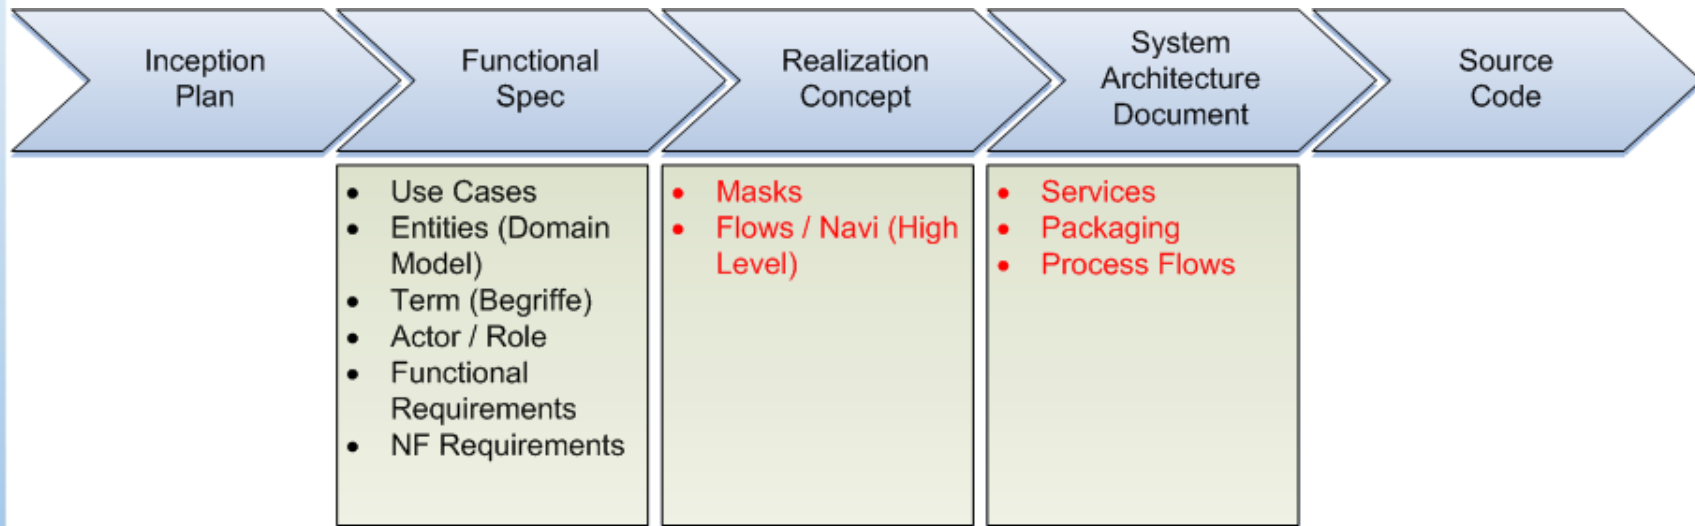 Inception
Plan
Functional
Spec
Realization
Concept
System
Architecture
Document
Source
Code
• Use Cases
• Entities (Domain
Model)
• Term (Begriffe)
• Actor / Role
• Functional
Requirements
• NF Requirements
• Masks
• Flows / Navi (High
Level)
• Services
• Packaging
• Process Flows